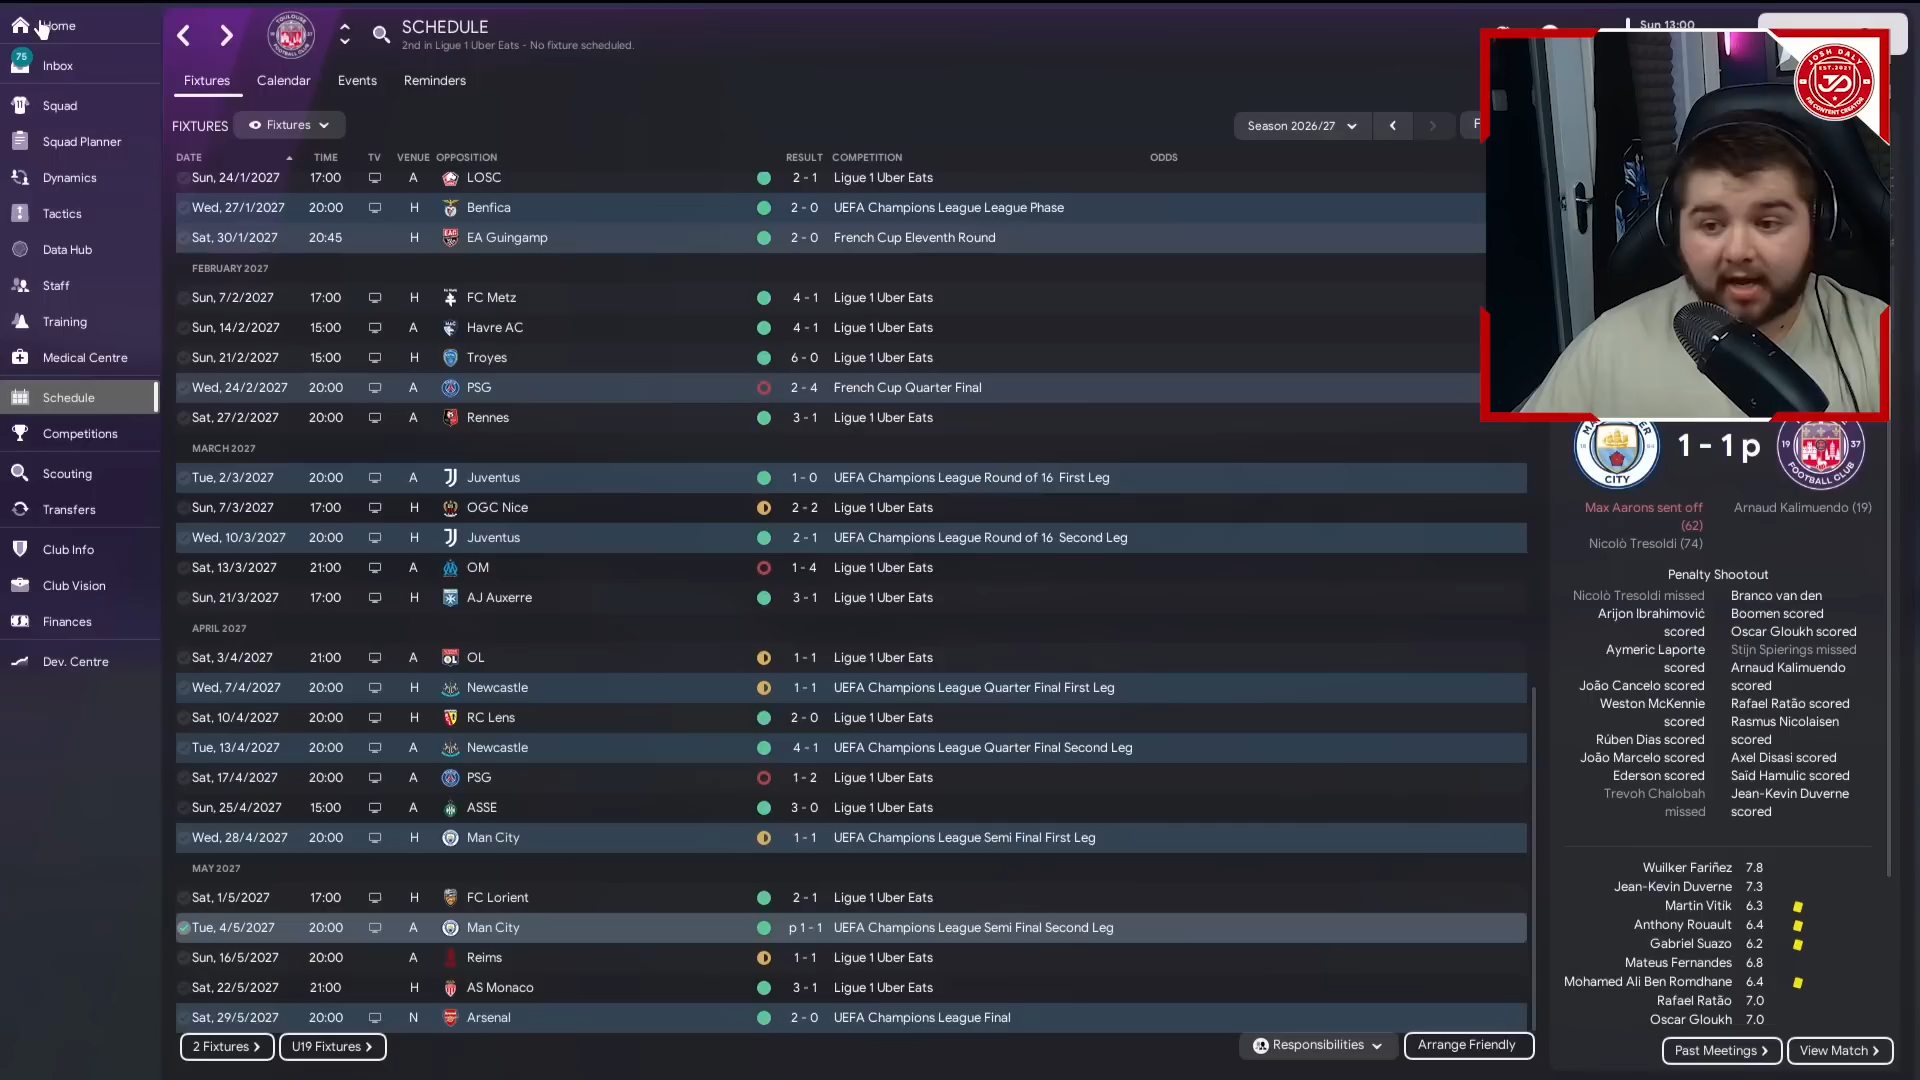 Home
75
Inbox
Squad
Squad Planner
Dynamics
Tactics
Data Hub
Staff
Training
Medical Centre
Schedule
Competitions
Scouting
Transfers
Club Info
Club Vision
Finances
Dev. Centre
SCHEDULE
2nd in Ligue 1 Uber Eats - No fixture scheduled.
Sun 13:00
Fixtures Calendar Events Reminders
FIXTURES Fixtures Season 2026/27 F
DATE TIME TV VENUE OPPOSITION RESULT COMPETITION ODDS
Sun, 24/1/2027 17:00 A LOSC 2 - 1 Ligue 1 Uber Eats
Wed, 27/1/2027 20:00 H Benfica 2 - 0 UEFA Champions League League Phase
Sat, 30/1/2027 20:45 H EA Guingamp 2 - 0 French Cup Eleventh Round
FEBRUARY 2027
Sun, 7/2/2027 17:00 H FC Metz 4 - 1 Ligue 1 Uber Eats
Sun, 14/2/2027 15:00 A Havre AC 4 - 1 Ligue 1 Uber Eats
Sun, 21/2/2027 15:00 H Troyes 6 - 0 Ligue 1 Uber Eats
Wed, 24/2/2027 20:00 A PSG 2 - 4 French Cup Quarter Final
Sat, 27/2/2027 20:00 A Rennes 3 - 1 Ligue 1 Uber Eats
MARCH 2027
Tue, 2/3/2027 20:00 A Juventus 1 - 0 UEFA Champions League Round of 16 First Leg
Sun, 7/3/2027 17:00 H OGC Nice 2 - 2 Ligue 1 Uber Eats
Wed, 10/3/2027 20:00 H Juventus 2 - 1 UEFA Champions League Round of 16 Second Leg
Sat, 13/3/2027 21:00 A OM 1 - 4 Ligue 1 Uber Eats
Sun, 21/3/2027 17:00 H AJ Auxerre 3 - 1 Ligue 1 Uber Eats
APRIL 2027
Sat, 3/4/2027 21:00 A OL 1 - 1 Ligue 1 Uber Eats
Wed, 7/4/2027 20:00 H Newcastle 1 - 1 UEFA Champions League Quarter Final First Leg
Sat, 10/4/2027 20:00 H RC Lens 2 - 0 Ligue 1 Uber Eats
Tue, 13/4/2027 20:00 A Newcastle 4 - 1 UEFA Champions League Quarter Final Second Leg
Sat, 17/4/2027 20:00 A PSG 1 - 2 Ligue 1 Uber Eats
Sun, 25/4/2027 15:00 A ASSE 3 - 0 Ligue 1 Uber Eats
Wed, 28/4/2027 20:00 H Man City 1 - 1 UEFA Champions League Semi Final First Leg
MAY 2027
Sat, 1/5/2027 17:00 H FC Lorient 2 - 1 Ligue 1 Uber Eats
Tue, 4/5/2027 20:00 A Man City p 1 - 1 UEFA Champions League Semi Final Second Leg
Sun, 16/5/2027 20:00 A Reims 1 - 1 Ligue 1 Uber Eats
Sat, 22/5/2027 21:00 H AS Monaco 3 - 1 Ligue 1 Uber Eats
Sat, 29/5/2027 20:00 N Arsenal 2 - 0 UEFA Champions League Final
2 Fixtures U19 Fixtures Responsibilities Arrange Friendly
JOSH DALY
EST. 2021
JD
FM CONTENT CREATOR
CITY
1 - 1 p
19 37
FOOTBALL CLUB
Max Aarons sent off
(62)
Nicolò Tresoldi (74)
Arnaud Kalimuendo (19)
Penalty Shootout
Nicolò Tresoldi missed
Arijon Ibrahimović
scored
Aymeric Laporte
scored
João Cancelo scored
Weston McKennie
scored
Rúben Dias scored
João Marcelo scored
Ederson scored
Trevoh Chalobah
missed
Branco van den
Boomen scored
Oscar Gloukh scored
Stijn Spierings missed
Arnaud Kalimuendo
scored
Rafael Ratão scored
Rasmus Nicolaisen
scored
Axel Disasi scored
Saïd Hamulic scored
Jean-Kevin Duverne
scored
Wuilker Fariñez 7.8
Jean-Kevin Duverne 7.3
Martin Vitík 6.3
Anthony Rouault 6.4
Gabriel Suazo 6.2
Mateus Fernandes 6.8
Mohamed Ali Ben Romdhane 6.4
Rafael Ratão 7.0
Oscar Gloukh 7.0
Past Meetings View Match